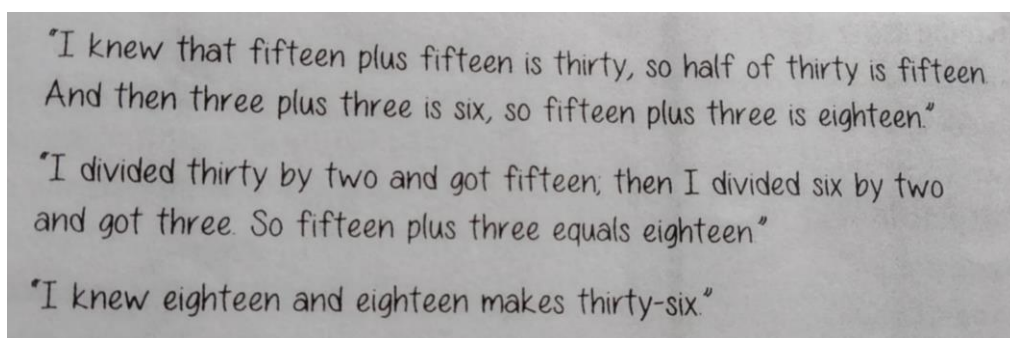 "I knew that fifteen plus fifteen is thirty, so half of thirty is fifteen.
And then three plus three is six, so fifteen plus three is eighteen."
"I divided thirty by two and got fifteen; then I divided six by two
and got three. So fifteen plus three equals eighteen."
"I knew eighteen and eighteen makes thirty-six."